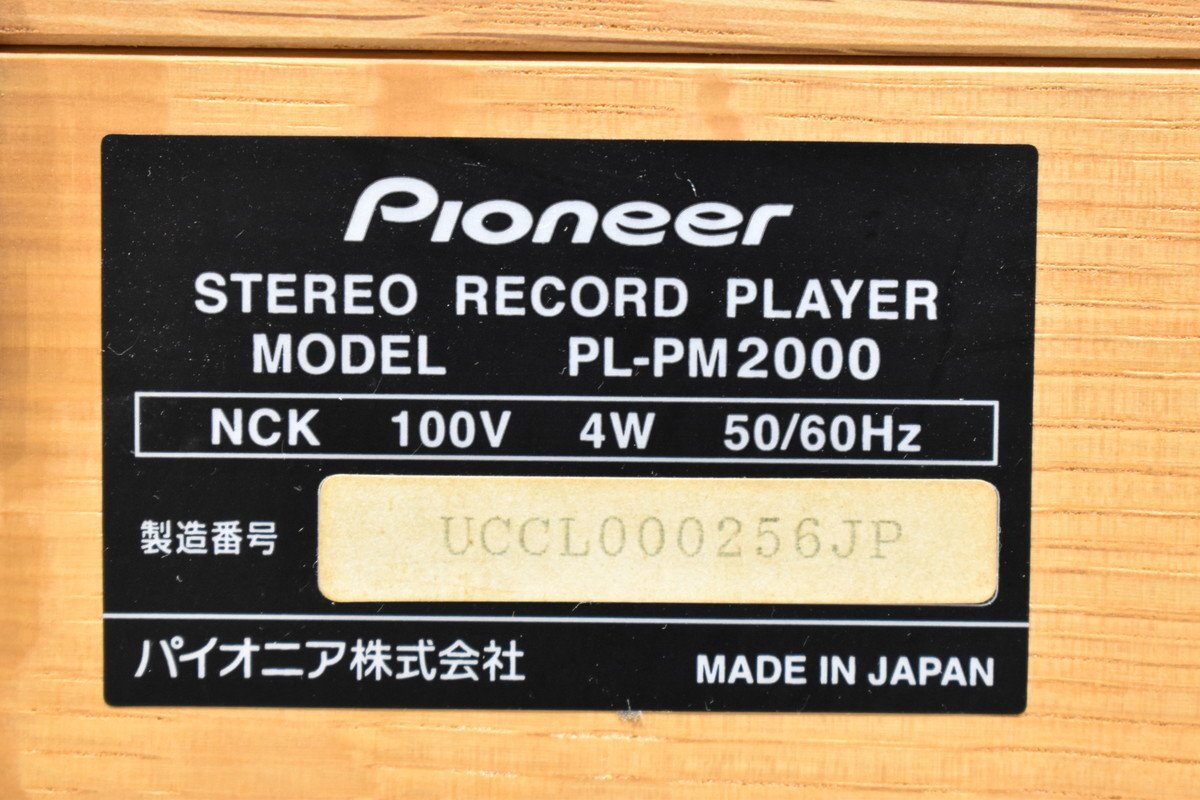 Pioneer
STEREO RECORD PLAYER
MODEL PL-PM2000
NCK 100V 4W 50/60Hz
製造番号 UCCL000256JP
パイオニア株式会社 MADE IN JAPAN